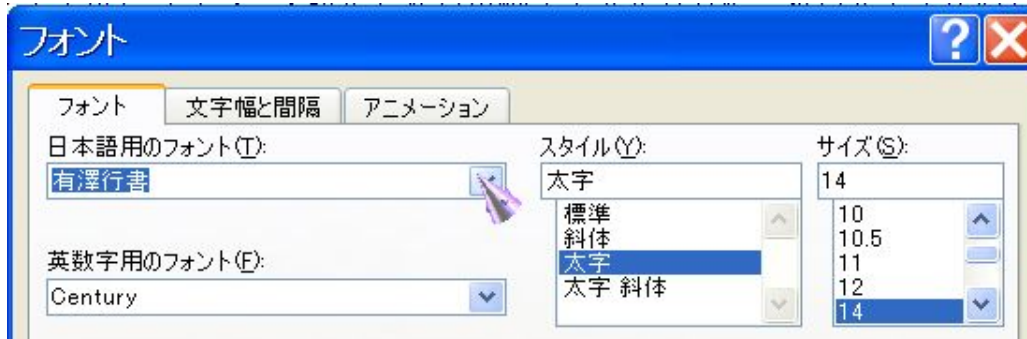 フォント
フォント 文字幅と間隔 アニメーション
日本語用のフォント(T): スタイル(Y): サイズ(S):
有澤行書 太字 14
標準 10
斜体 10.5
太字 11
太字 斜体 12
14
英数字用のフォント(F):
Century